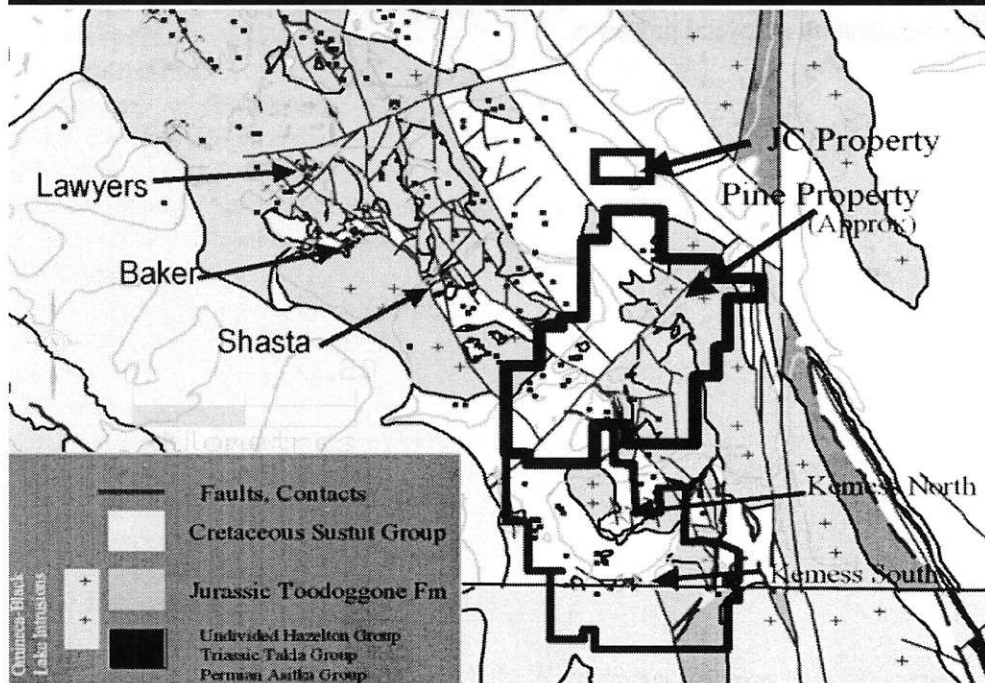 JC Property
Pine Property
(Approx)
Lawyers
Baker
Shasta
Kemess North
Kemess South
Faults, Contacts
Cretaceous Sustut Group
Jurassic Toodoggone Fm
Undivided Hazelton Group
Triassic Takla Group
Permian Asitka Group
Omineca-Black
Lake Intrusions